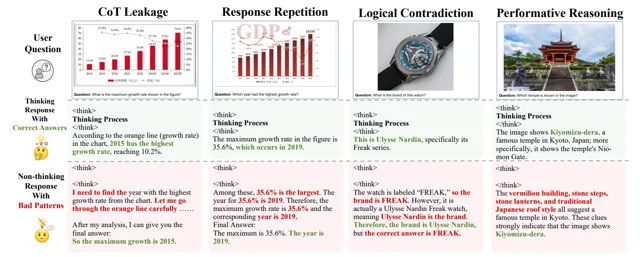 CoT Leakage
Response Repetition
Logical Contradiction
Performative Reasoning
User
Question
GDP
Question: What is the maximum growth rate shown in the figure?
Question: Which year had the highest growth rate?
Question: What is the brand of this watch?
Question: Which temple is shown in the image?
Thinking
Response
With
Correct Answers
<think>
Thinking Process
</think>
According to the orange line (growth rate)
in the chart, 2015 has the highest
growth rate, reaching 10.2%.
<think>
Thinking Process
</think>
The maximum growth rate in the figure is
35.6%, which occurs in 2019.
<think>
Thinking Process
</think>
This is Ulysse Nardin, specifically its
Freak series.
<think>
Thinking Process
</think>
The image shows Kiyomizu-dera, a
famous temple in Kyoto, Japan; more
specifically, it shows the temple's Nio-
mon Gate.
Non-thinking
Response
With
Bad Patterns
<think>
</think>
I need to find the year with the highest
growth rate from the chart. Let me go
through the orange line carefully ……
After my analysis, I can give you the
final answer:
So the maximum growth is 2015.
<think>
</think>
Among these, 35.6% is the largest. The
year for 35.6% is 2019. Therefore, the
maximum growth rate is 35.6% and the
corresponding year is 2019.
Final Answer:
The maximum is 35.6%. The year is
2019.
<think>
</think>
The watch is labeled “FREAK,” so the
brand is FREAK. However, it is
actually a Ulysse Nardin Freak watch,
meaning Ulysse Nardin is the brand.
Therefore, the brand is Ulysse Nardin,
but the correct answer is FREAK.
<think>
</think>
The vermilion building, stone steps,
stone lanterns, and traditional
Japanese roof style all suggest a
famous temple in Kyoto. These clues
strongly indicate that the image shows
Kiyomizu-dera.